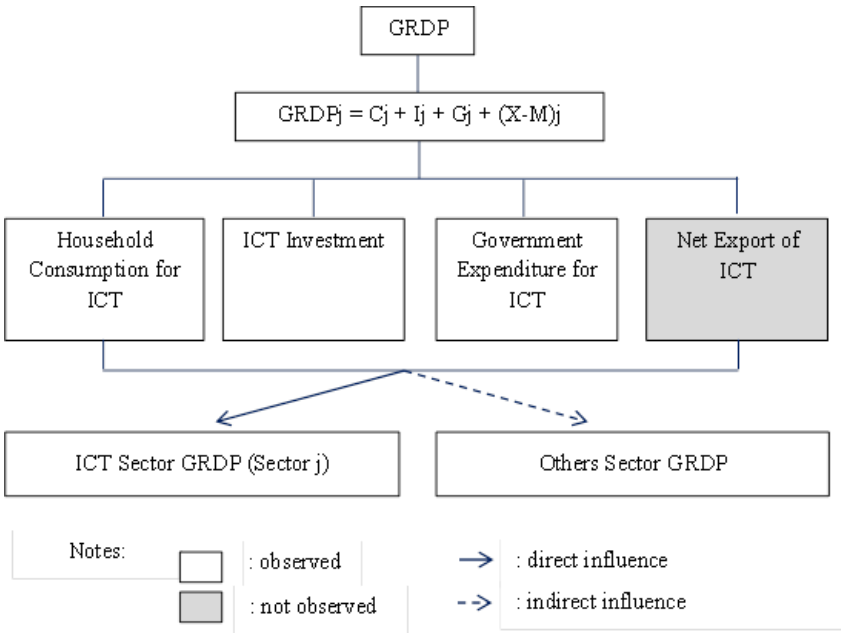 GRDP
GRDPj = Cj + Ij + Gj + (X-M)j
Household
Consumption for
ICT
ICT Investment
Government
Expenditure for
ICT
Net Export of
ICT
ICT Sector GRDP (Sector j)
Others Sector GRDP
Notes:
: observed
: not observed
: direct influence
: indirect influence